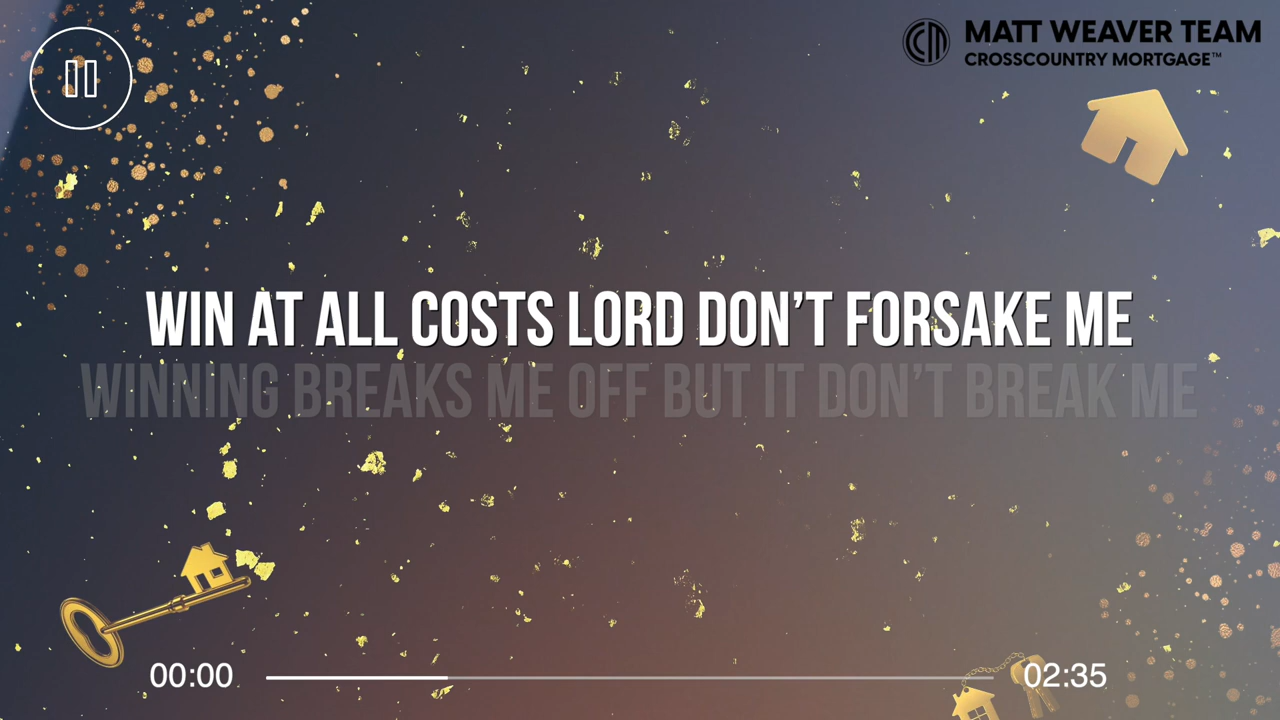 MATT WEAVER TEAM
CROSSCOUNTRY MORTGAGE™
WIN AT ALL COSTS LORD DON'T FORSAKE ME
WINNING BREAKS ME OFF BUT IT DON'T BREAK ME
00:00
02:35